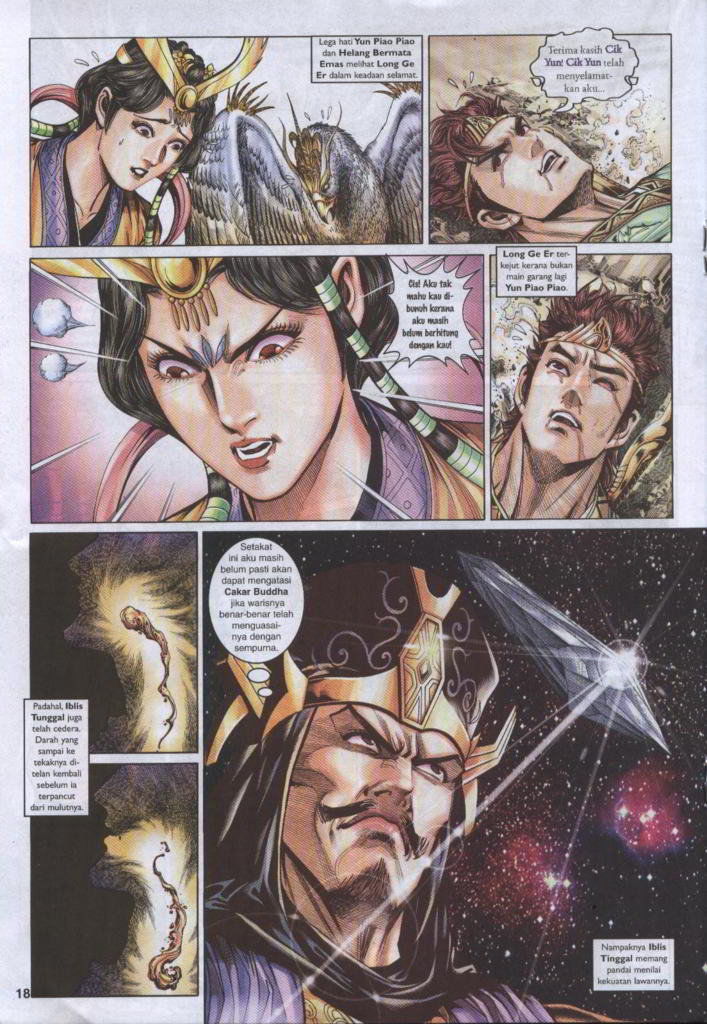 Lega hati Yun Piao Piao
dan Helang Bermata
Emas melihat Long Ge
Er dalam keadaan selamat.
Terima kasih Cik
Yun! Cik Yun telah
menyelamat-
kan aku...
Cis! Aku tak
mahu kau di-
bunuh kerana
aku masih
belum berhitung
dengan kau!
Long Ge Er ter-
kejut kerana bukan
main garang lagi
Yun Piao Piao.
Padahal, Iblis
Tunggal juga
telah cedera.
Darah yang
sampai ke
tekaknya di-
telan kembali
sebelum ia
terpancut
dari mulutnya.
Setakat
ini aku masih
belum pasti akan
dapat mengatasi
Cakar Buddha
jika warisnya
benar-benar telah
menguasai-
nya dengan
sempurna.
Nampaknya Iblis
Tinggal memang
pandai menilai
kekuatan lawannya.
18